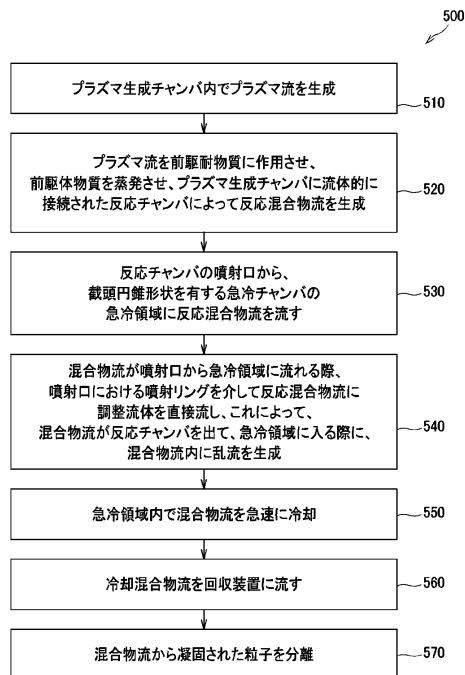 500
プラズマ生成チャンバ内でプラズマ流を生成
510
プラズマ流を前駆耐物質に作用させ、
前駆体物質を蒸発させ、プラズマ生成チャンバに流体的に
接続された反応チャンバによって反応混合物流を生成
520
反応チャンバの噴射口から、
截頭円錐形状を有する急冷チャンバの
急冷領域に反応混合物流を流す
530
混合物流が噴射口から急冷領域に流れる際、
噴射口における噴射リングを介して反応混合物流に
調整流体を直接流し、これによって、
混合物流が反応チャンバを出て、急冷領域に入る際に、
混合物流内に乱流を生成
540
急冷領域内で混合物流を急速に冷却
550
冷却混合物流を回収装置に流す
560
混合物流から凝固された粒子を分離
570